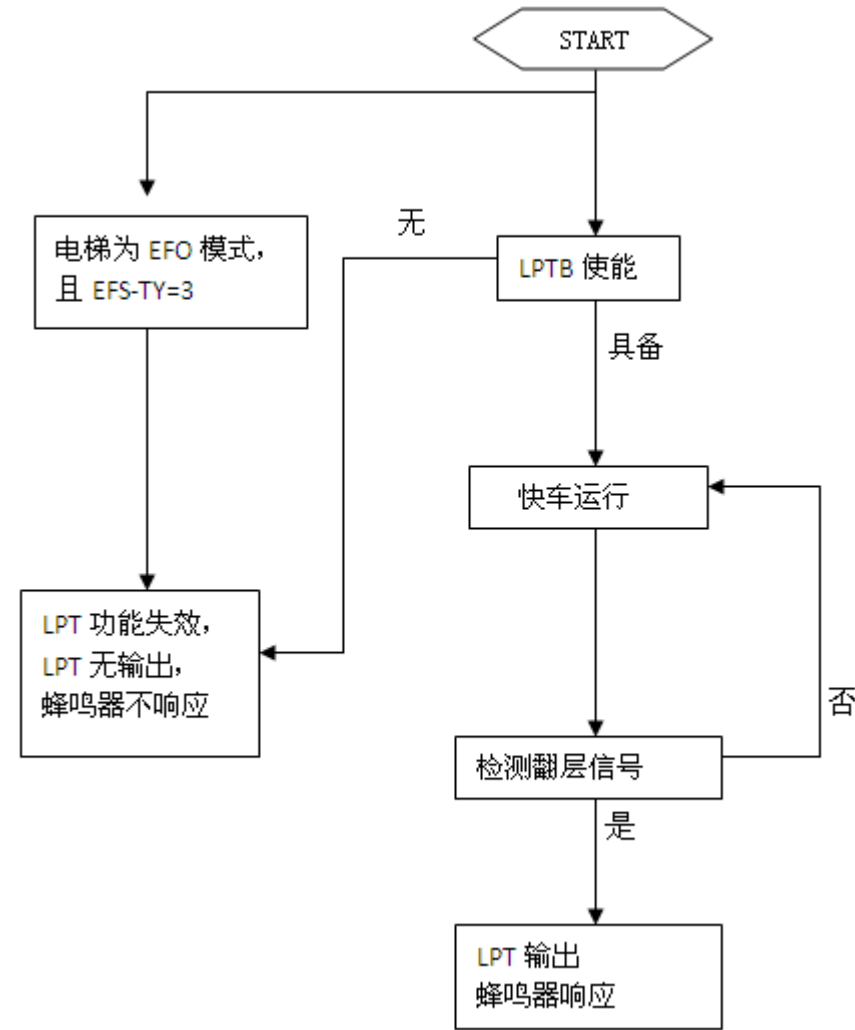 START
电梯为 EFO 模式，
且 EFS-TY=3
无
LPTB 使能
具备
快车运行
LPT 功能失效，
LPT 无输出，
蜂鸣器不响应
否
检测翻层信号
是
LPT 输出
蜂鸣器响应